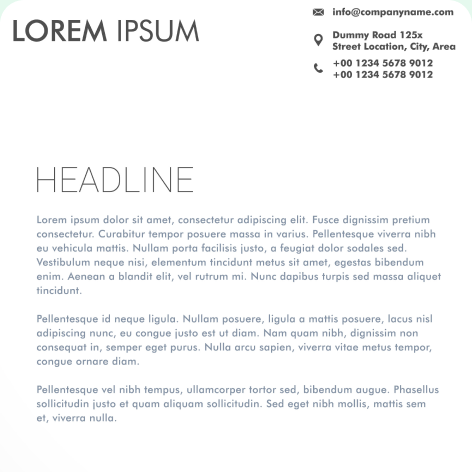 LOREM IPSUM
info@companyname.com
Dummy Road 125x
Street Location, City, Area
+00 1234 5678 9012
+00 1234 5678 9012
HEADLINE
Lorem ipsum dolor sit amet, consectetur adipiscing elit. Fusce dignissim pretium
consectetur. Curabitur tempor posuere massa in varius. Pellentesque viverra nibh
eu vehicula mattis. Nullam porta facilisis justo, a feugiat dolor sodales sed.
Vestibulum neque nisi, elementum tincidunt metus sit amet, egestas bibendum
enim. Aenean a blandit elit, vel rutrum mi. Nunc dapibus turpis sed massa aliquet
tincidunt.
Pellentesque id neque ligula. Nullam posuere, ligula a mattis posuere, lacus nisl
adipiscing nunc, eu congue justo est ut diam. Nam quam nibh, dignissim non
consequat in, semper eget purus. Nulla arcu sapien, viverra vitae metus tempor,
congue ornare diam.
Pellentesque vel nibh tempus, ullamcorper tortor sed, bibendum augue. Phasellus
sollicitudin justo et quam aliquam sollicitudin. Sed eget nibh mollis, mattis sem
et, viverra nulla.